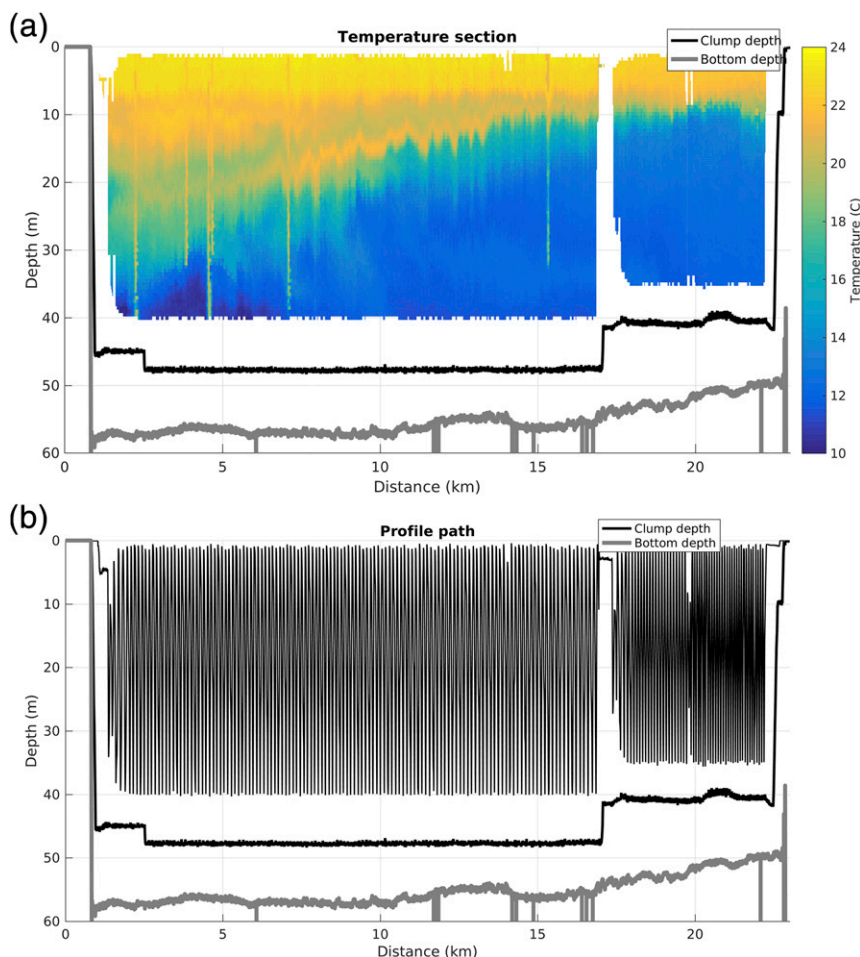 (a)
Temperature section
Clump depth
Bottom depth
0
10
20
30
40
50
60
Depth (m)
0 5 10 15 20
Distance (km)
24
22
20
18
16
14
12
10
Temperature (C)
(b)
Profile path
Clump depth
Bottom depth
0
10
20
30
40
50
60
Depth (m)
0 5 10 15 20
Distance (km)